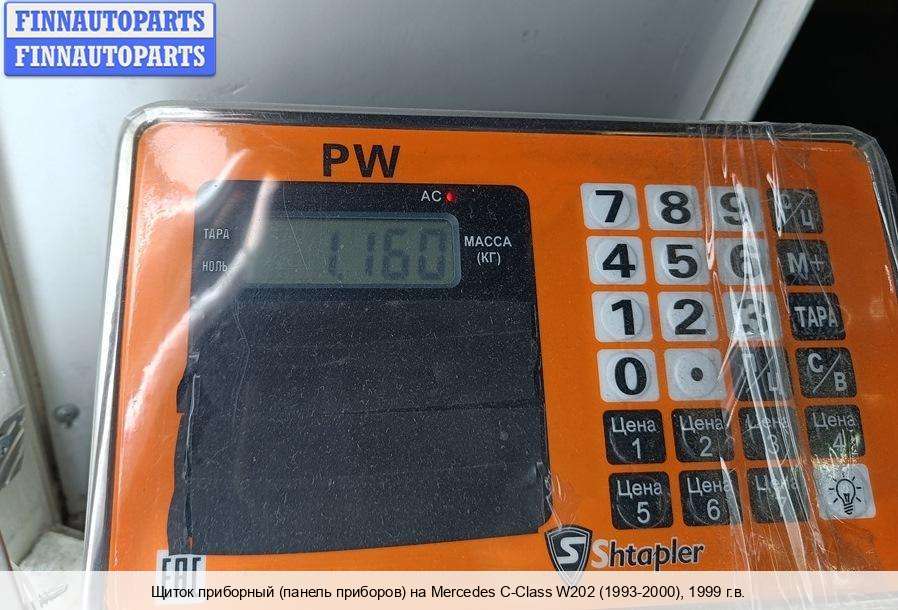 FINNAUTOPARTS
FINNAUTOPARTS
PW
AC
ТАРА
НОЛЬ
1.160
МАССА
(КГ)
7 8 9
4 5 6 М+
1 2 3 ТАРА
0 . С/В
Цена 1
Цена 2
Цена 3
Цена 4
Цена 5
Цена 6
S Shtapler
EAC
Щиток приборный (панель приборов) на Mercedes C-Class W202 (1993-2000), 1999 г.в.